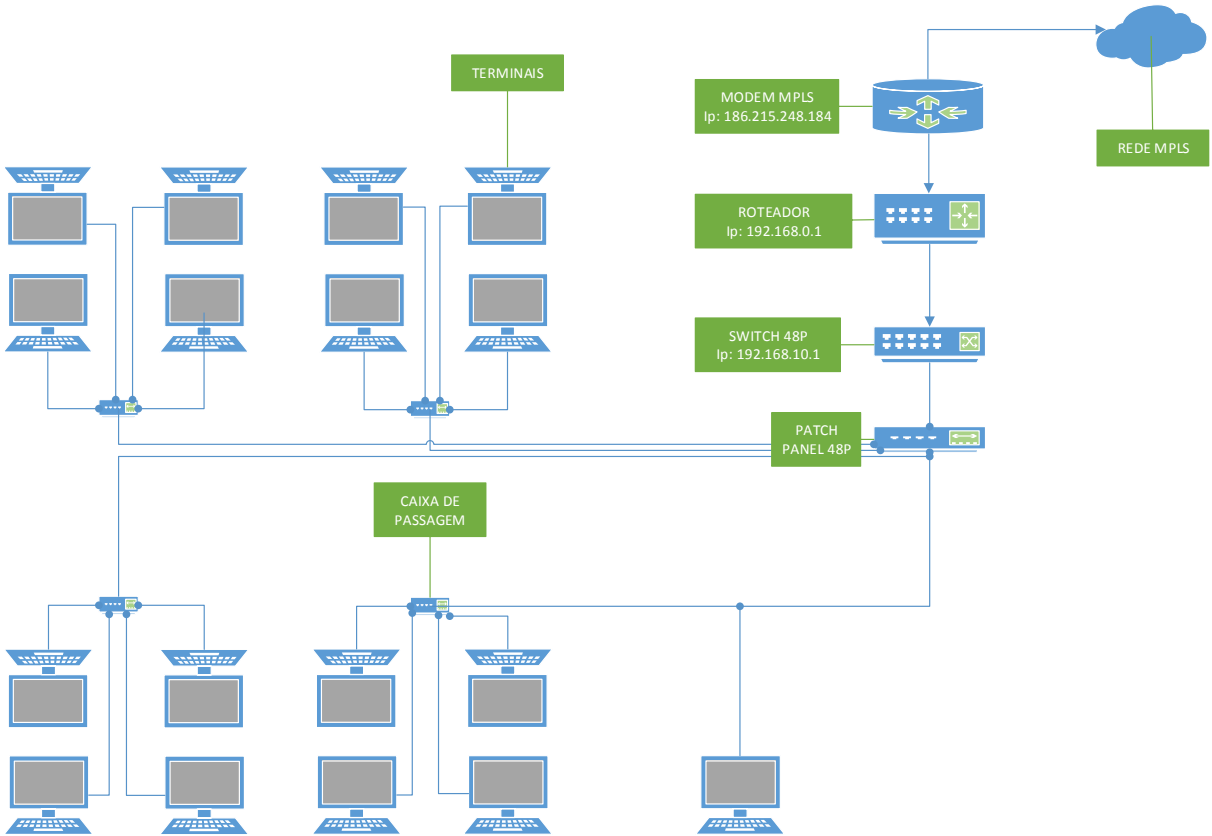 TERMINAIS
MODEM MPLS
Ip: 186.215.248.184
REDE MPLS
ROTEADOR
Ip: 192.168.0.1
SWITCH 48P
Ip: 192.168.10.1
PATCH
PANEL 48P
CAIXA DE
PASSAGEM